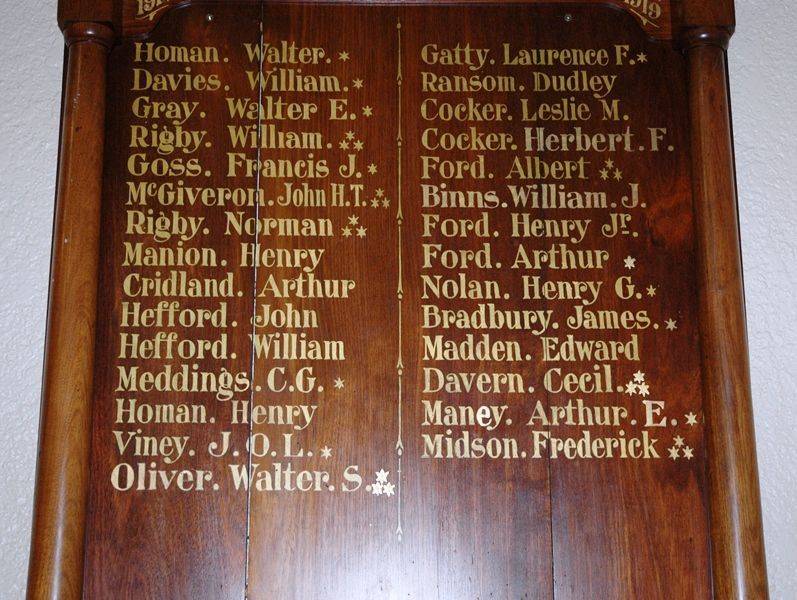 1919
Homan. Walter. *
Davies. William. *
Gray. Walter E. *
Rigby. William. ***
Goss. Francis J. *
McGiveron. John H.T. ***
Rigby. Norman ***
Manion. Henry
Cridland. Arthur
Hefford. John
Hefford. William
Meddings. C.G. *
Homan. Henry
Viney. J.O.L. *
Oliver. Walter. S. ***
Gatty. Laurence F. *
Ransom. Dudley
Cocker. Leslie M.
Cocker. Herbert. F.
Ford. Albert ***
Binns. William. J.
Ford. Henry Jr.
Ford. Arthur *
Nolan. Henry G. *
Bradbury. James. *
Madden. Edward
Davern. Cecil. ***
Maney. Arthur. E. *
Midson. Frederick ***